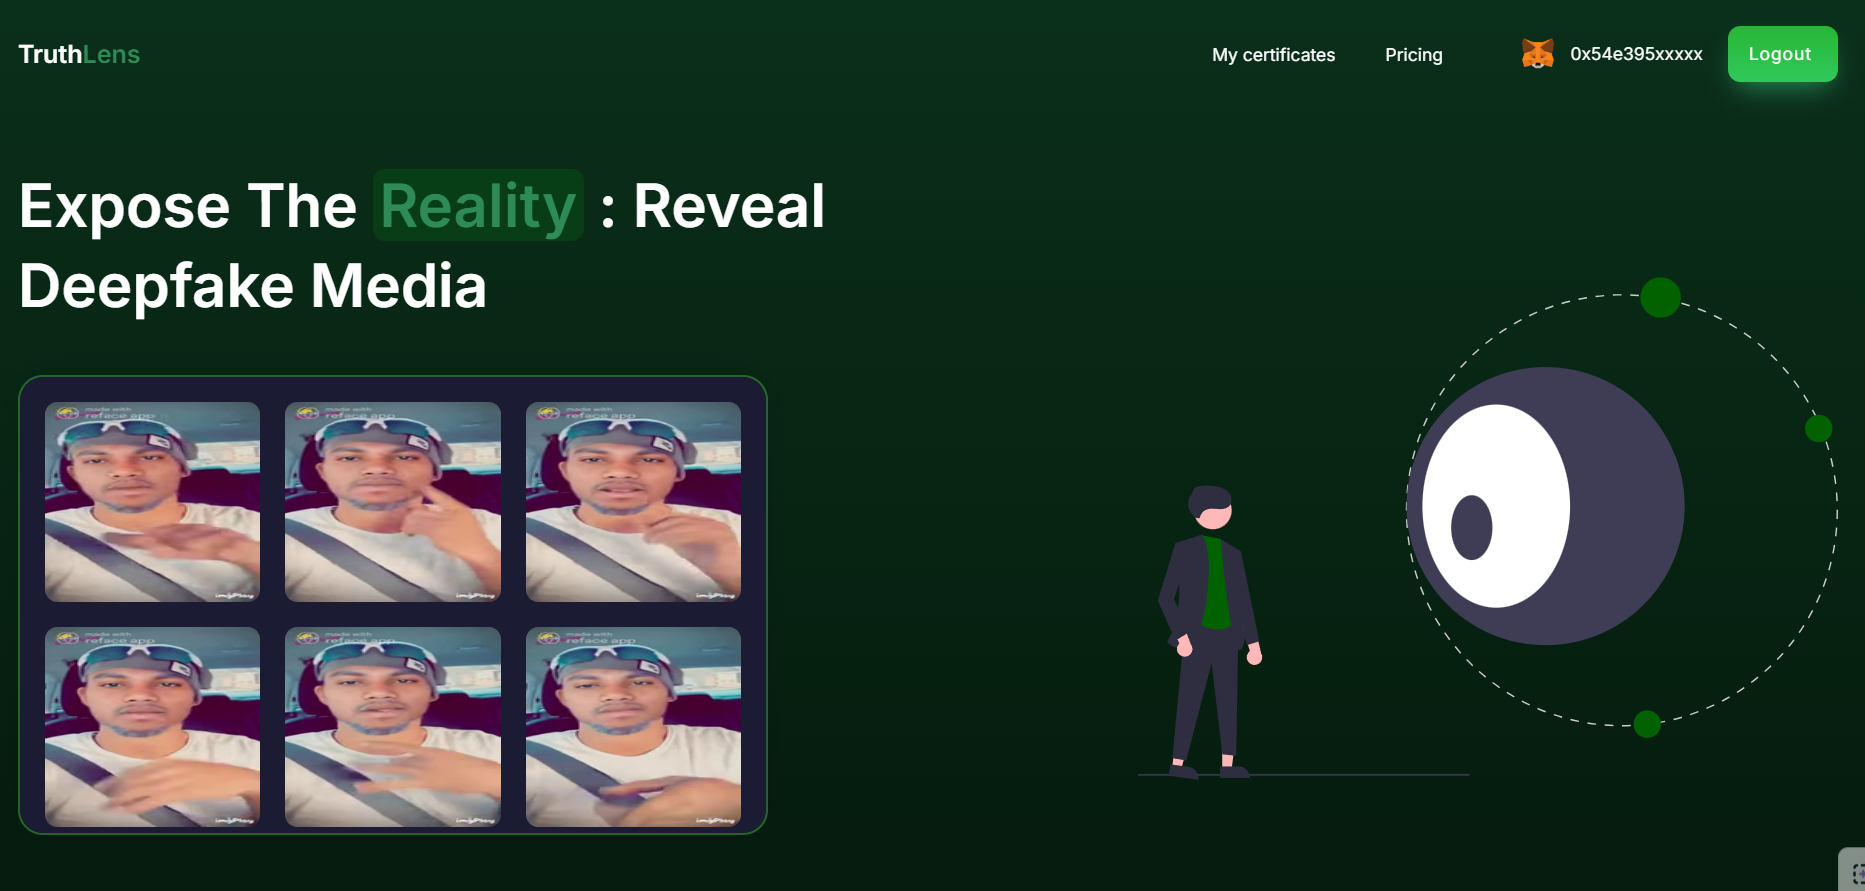 TruthLens
My certificates
Pricing
0x54e395xxxxx
Logout
Expose The Reality : Reveal
Deepfake Media
made with
reface app
made with
reface app
made with
reface app
made with
reface app
made with
reface app
made with
reface app